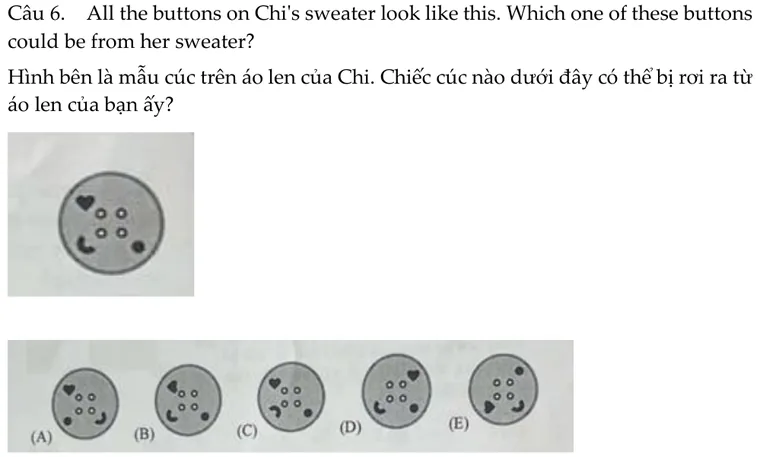 Câu 6. All the buttons on Chi's sweater look like this. Which one of these buttons
could be from her sweater?
Hình bên là mẫu cúc trên áo len của Chi. Chiếc cúc nào dưới đây có thể bị rơi ra từ
áo len của bạn ấy?
(A) (B) (C) (D) (E)